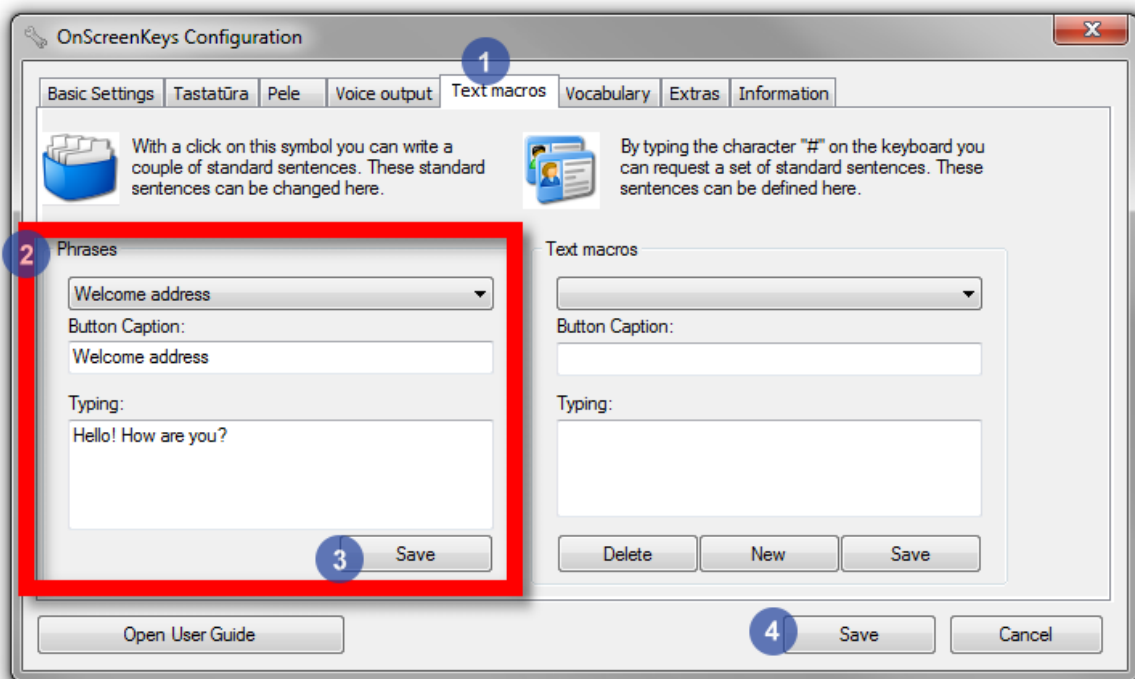 OnScreenKeys Configuration
1
Basic Settings Tastatūra Pele Voice output Text macros Vocabulary Extras Information
With a click on this symbol you can write a
couple of standard sentences. These standard
sentences can be changed here.
By typing the character "#" on the keyboard you
can request a set of standard sentences. These
sentences can be defined here.
2
Phrases
Welcome address
Button Caption:
Welcome address
Typing:
Hello! How are you?
3
Save
Text macros
Button Caption:
Typing:
Delete New Save
Open User Guide
4
Save
Cancel